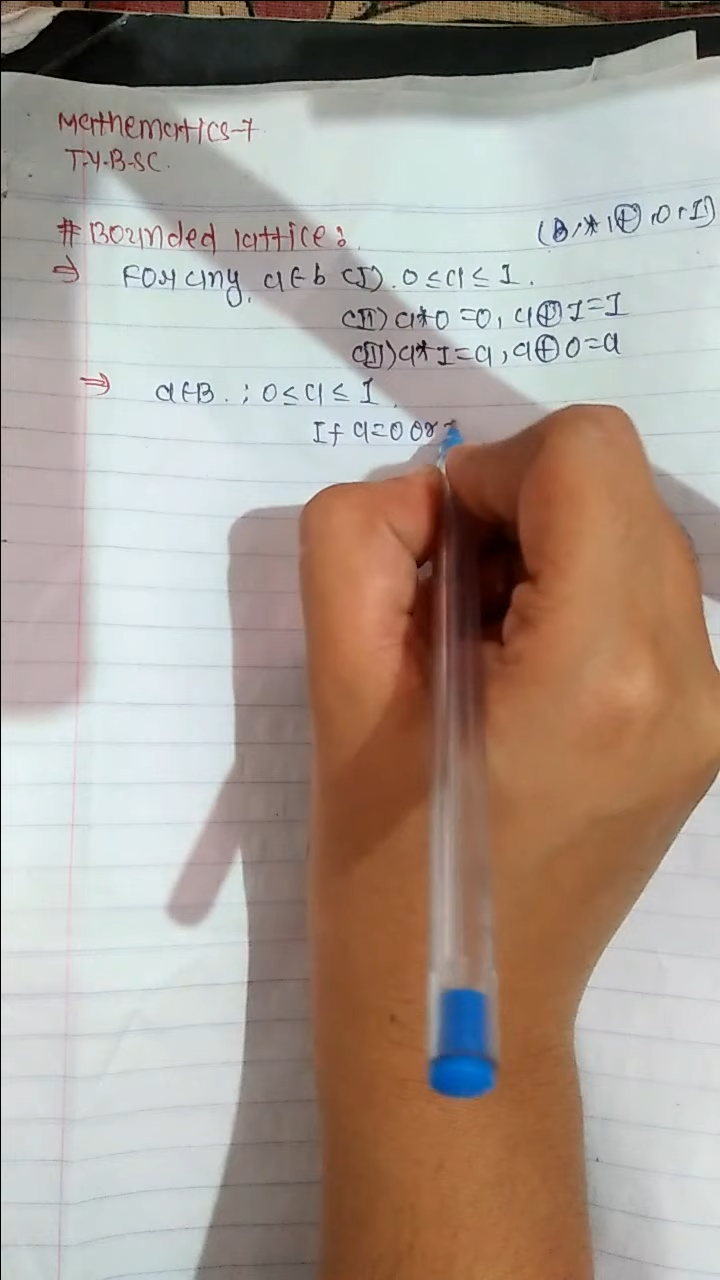 Mathematics-7
T.Y.B.SC.
(B, *, ⊕, 0, I)
# Bounded lattice :
⇒ For any a∈b (I). 0 ≤ a ≤ I.
(II) a*0 = 0, a⊕I = I
(III) a*I = a, a⊕0 = a
⇒ a∈B. ; 0 ≤ a ≤ I.
If a=0 or